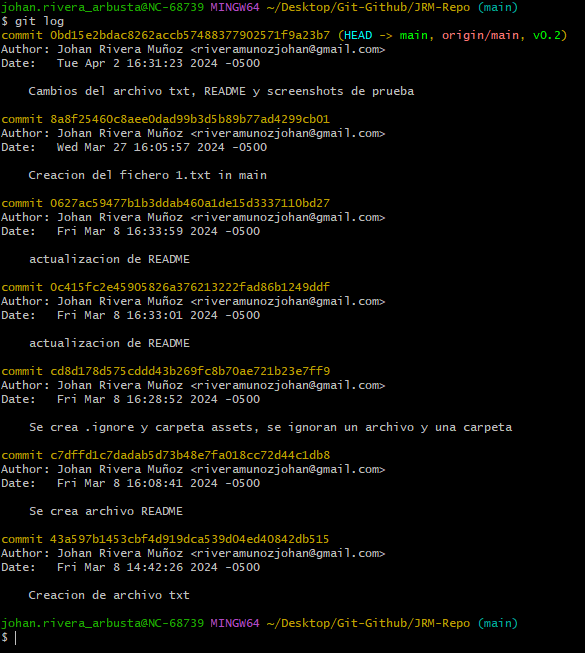 johan.rivera_arbusta@NC-68739 MINGW64 ~/Desktop/Git-Github/JRM-Repo (main)
$ git log
commit 0bd15e2bdac8262accb57488377902571f9a23b7 (HEAD -> main, origin/main, v0.2)
Author: Johan Rivera Muñoz <riveramunozjohan@gmail.com>
Date:   Tue Apr 2 16:31:23 2024 -0500

    Cambios del archivo txt, README y screenshots de prueba

commit 8a8f25460c8aee0dad99b3d5b89b77ad4299cb01
Author: Johan Rivera Muñoz <riveramunozjohan@gmail.com>
Date:   Wed Mar 27 16:05:57 2024 -0500

    Creacion del fichero 1.txt in main

commit 0627ac59477b1b3ddab460a1de15d3337110bd27
Author: Johan Rivera Muñoz <riveramunozjohan@gmail.com>
Date:   Fri Mar 8 16:33:59 2024 -0500

    actualizacion de README

commit 0c415fc2e45905826a376213222fad86b1249ddf
Author: Johan Rivera Muñoz <riveramunozjohan@gmail.com>
Date:   Fri Mar 8 16:33:01 2024 -0500

    actualizacion de README

commit cd8d178d575cddd43b269fc8b70ae721b23e7ff9
Author: Johan Rivera Muñoz <riveramunozjohan@gmail.com>
Date:   Fri Mar 8 16:28:52 2024 -0500

    Se crea .ignore y carpeta assets, se ignoran un archivo y una carpeta

commit c7dffd1c7dadab5d73b48e7fa018cc72d44c1db8
Author: Johan Rivera Muñoz <riveramunozjohan@gmail.com>
Date:   Fri Mar 8 16:08:41 2024 -0500

    Se crea archivo README

commit 43a597b1453cbf4d919dca539d04ed40842db515
Author: Johan Rivera Muñoz <riveramunozjohan@gmail.com>
Date:   Fri Mar 8 14:42:26 2024 -0500

    Creacion de archivo txt

johan.rivera_arbusta@NC-68739 MINGW64 ~/Desktop/Git-Github/JRM-Repo (main)
$